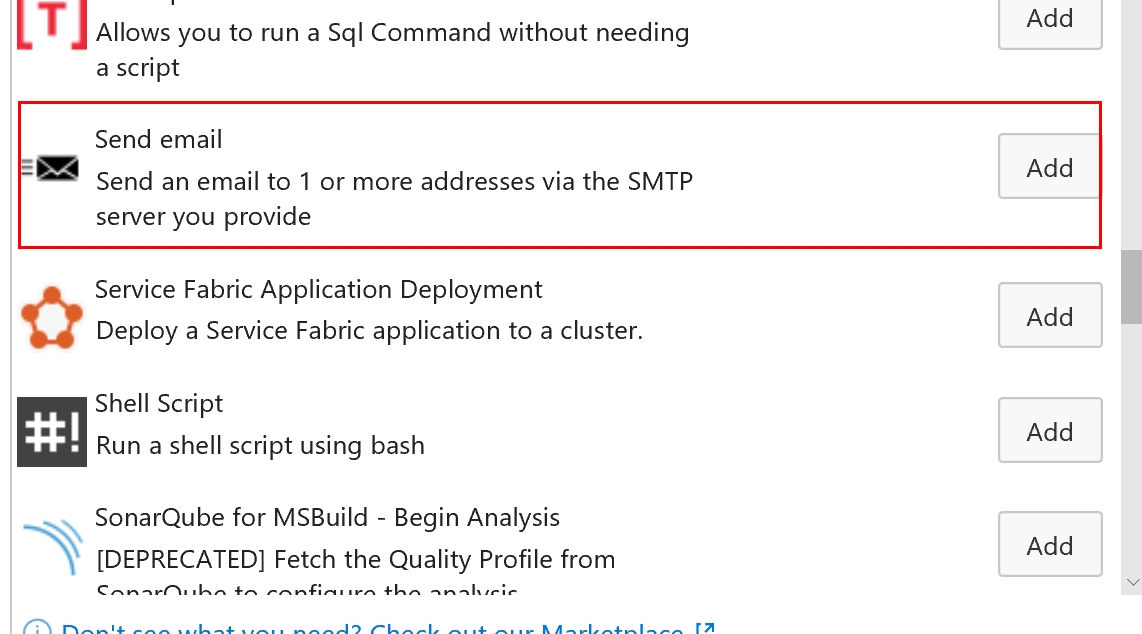 Allows you to run a Sql Command without needing
a script
Add
Send email
Send an email to 1 or more addresses via the SMTP
server you provide
Add
Service Fabric Application Deployment
Deploy a Service Fabric application to a cluster.
Add
#!
Shell Script
Run a shell script using bash
Add
SonarQube for MSBuild - Begin Analysis
[DEPRECATED] Fetch the Quality Profile from
SonarQube to configure the analysis
Add
Don't see what you need? Check out our Marketplace